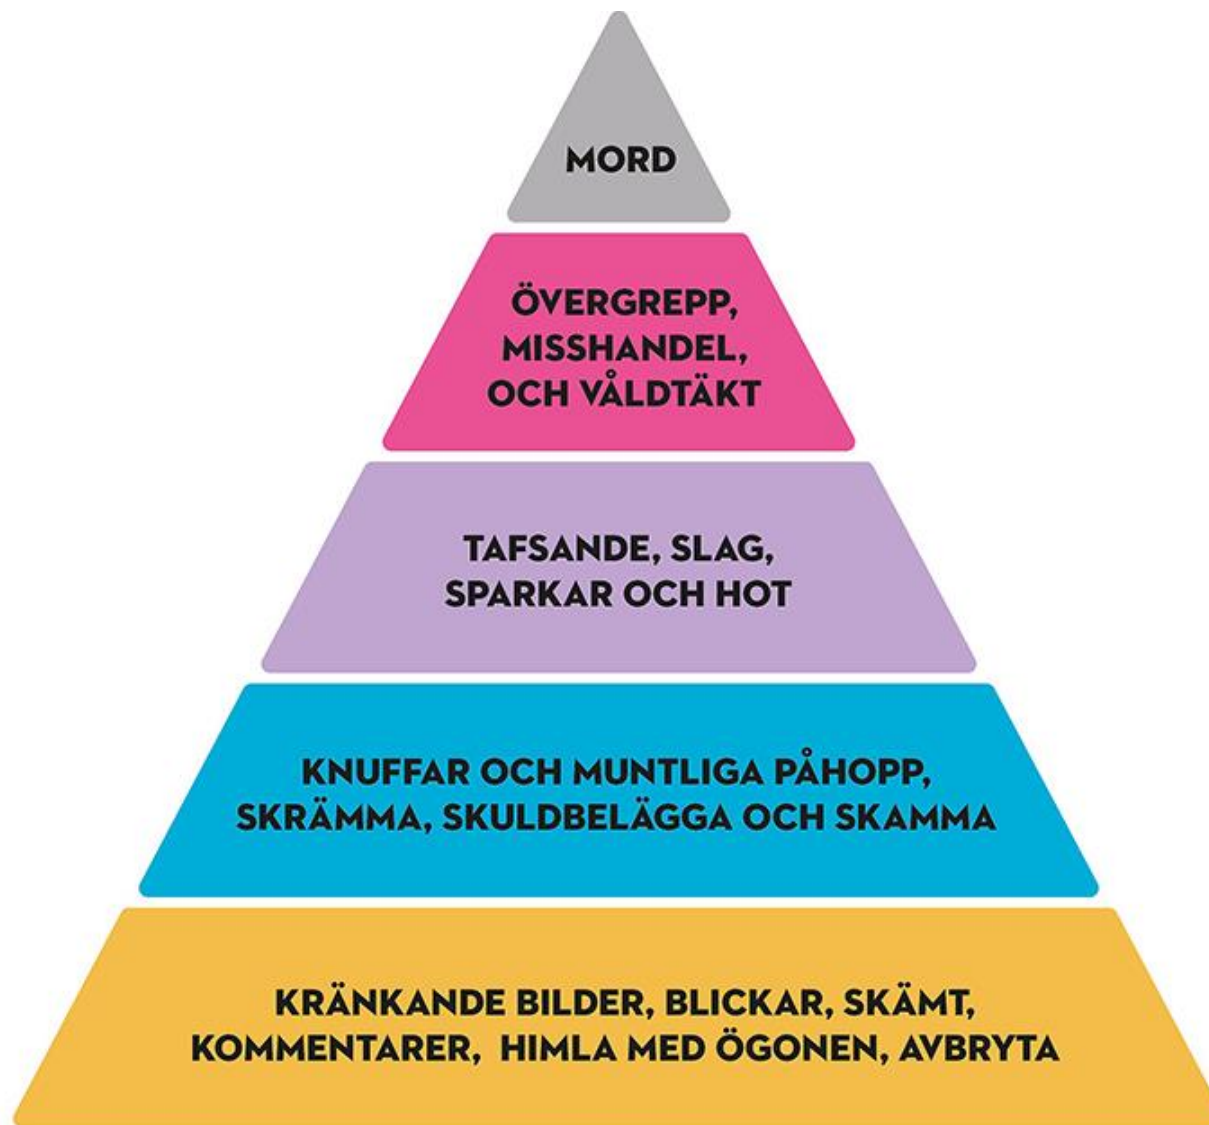 MORD
ÖVERGREPP,
MISSHANDEL,
OCH VÅLDTÄKT
TAFSANDE, SLAG,
SPARKAR OCH HOT
KNUFFAR OCH MUNTLIGA PÅHOPP,
SKRÄMMA, SKULDBELÄGGA OCH SKAMMA
KRÄNKANDE BILDER, BLICKAR, SKÄMT,
KOMMENTARER, HIMLA MED ÖGONEN, AVBRYTA